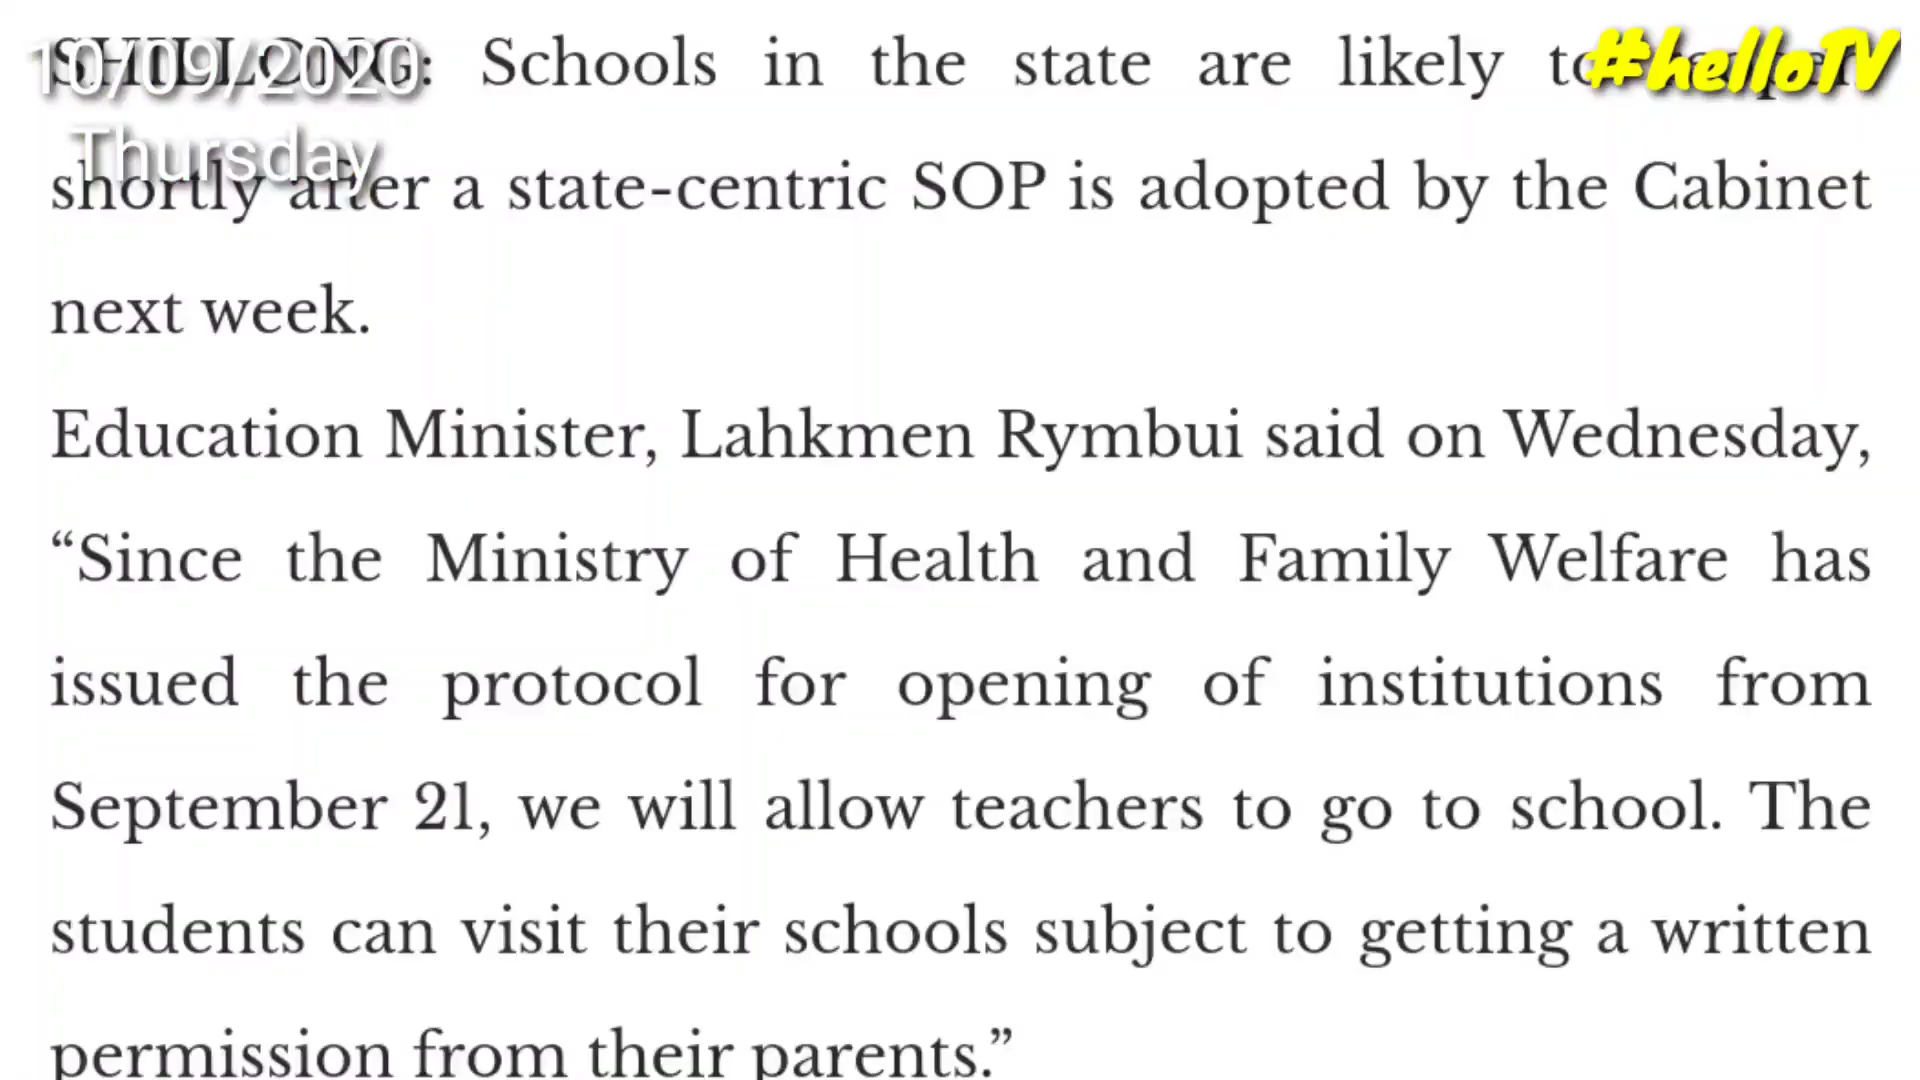 10/09/2020
Thursday
#helloTV
SHILLONG: Schools in the state are likely to
shortly after a state-centric SOP is adopted by the Cabinet
next week.
Education Minister, Lahkmen Rymbui said on Wednesday,
“Since the Ministry of Health and Family Welfare has
issued the protocol for opening of institutions from
September 21, we will allow teachers to go to school. The
students can visit their schools subject to getting a written
permission from their parents.”